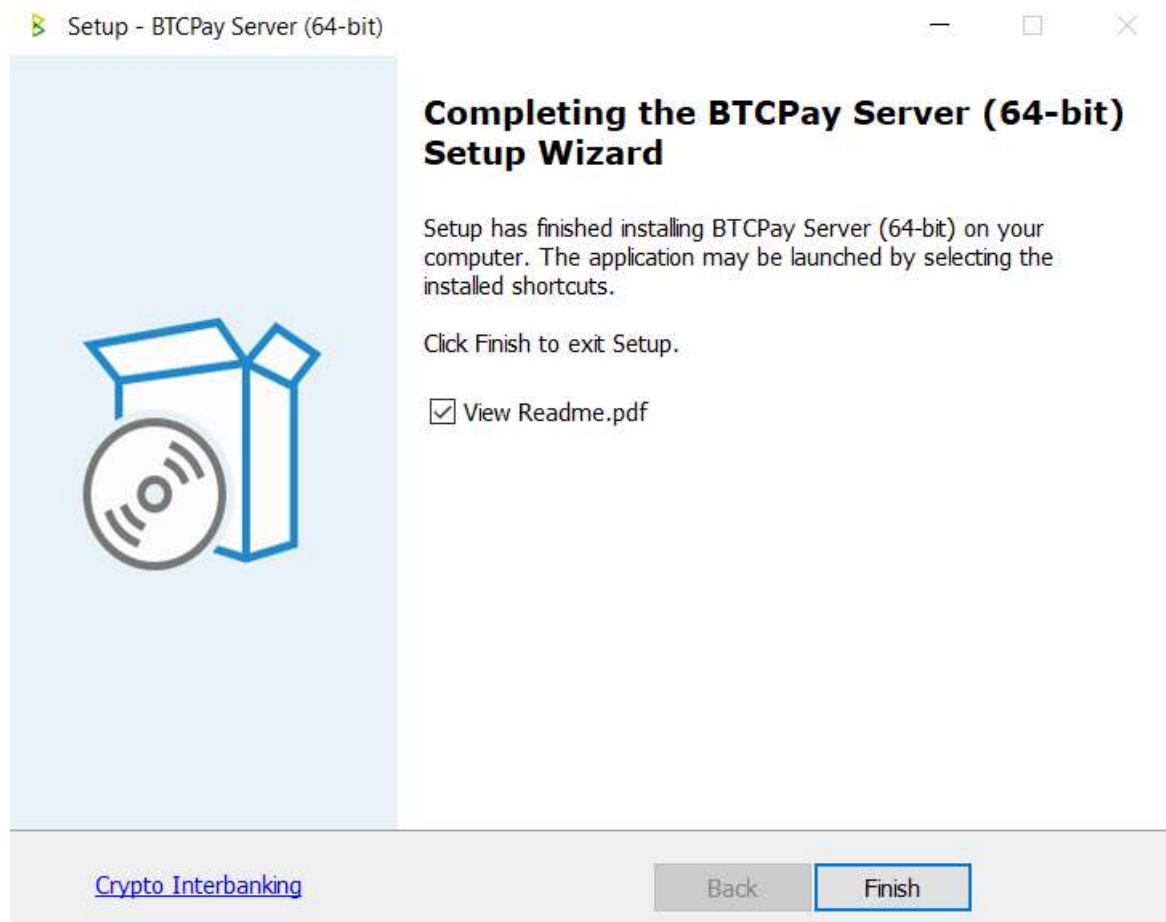 Setup - BTCPay Server (64-bit)
Completing the BTCPay Server (64-bit)
Setup Wizard
Setup has finished installing BTCPay Server (64-bit) on your
computer. The application may be launched by selecting the
installed shortcuts.
Click Finish to exit Setup.
View Readme.pdf
Crypto Interbanking
Back
Finish